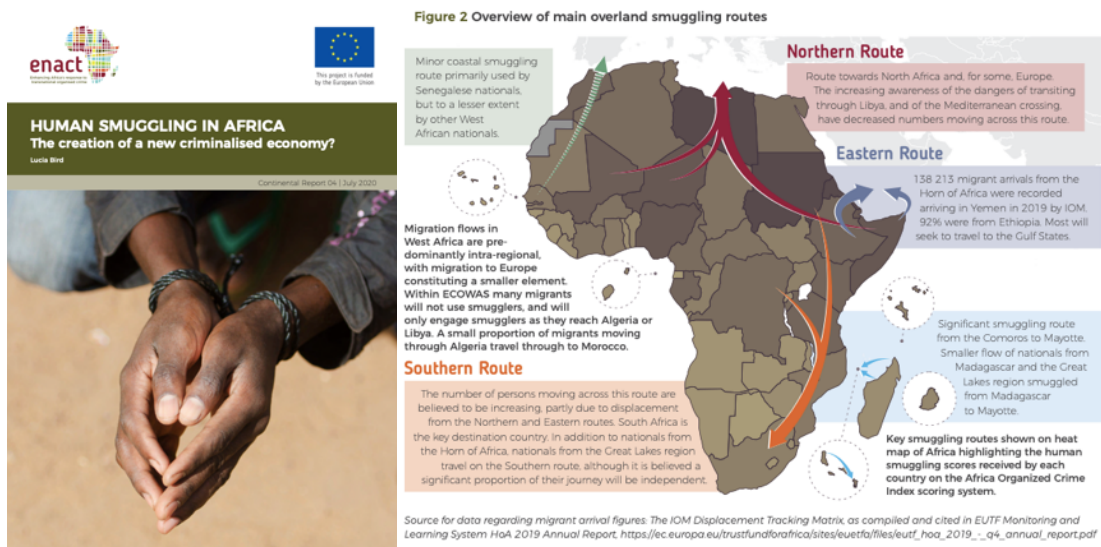 enact
Enhancing Africa's response to
transnational organised crime
This project is funded
by the European Union
HUMAN SMUGGLING IN AFRICA
The creation of a new criminalised economy?
Lucia Bird
Continental Report 04 | July 2020
Figure 2 Overview of main overland smuggling routes
Minor coastal smuggling
route primarily used by
Senegalese nationals,
but to a lesser extent
by other West
African nationals.
Northern Route
Route towards North Africa and, for some, Europe.
The increasing awareness of the dangers of transiting
through Libya, and of the Mediterranean crossing,
have decreased numbers moving across this route.
Eastern Route
138 213 migrant arrivals from the
Horn of Africa were recorded
arriving in Yemen in 2019 by IOM.
92% were from Ethiopia. Most will
seek to travel to the Gulf States.
Migration flows in
West Africa are pre-
dominantly intra-regional,
with migration to Europe
constituting a smaller element.
Within ECOWAS many migrants
will not use smugglers, and will
only engage smugglers as they reach Algeria or
Libya. A small proportion of migrants moving
through Algeria travel through to Morocco.
Southern Route
The number of persons moving across this route are
believed to be increasing, partly due to displacement
from the Northern and Eastern routes. South Africa is
the key destination country. In addition to nationals from
the Horn of Africa, nationals from the Great Lakes region
travel on the Southern route, although it is believed a
significant proportion of their journey will be independent.
Significant smuggling route
from the Comoros to Mayotte.
Smaller flow of nationals from
Madagascar and the Great
Lakes region smuggled
from Madagascar
to Mayotte.
Key smuggling routes shown on heat
map of Africa highlighting the human
smuggling scores received by each
country on the Africa Organized Crime
Index scoring system.
Source for data regarding migrant arrival figures: The IOM Displacement Tracking Matrix, as compiled and cited in EUTF Monitoring and
Learning System HoA 2019 Annual Report, https://ec.europa.eu/trustfundforafrica/sites/euetfa/files/eutf_hoa_2019_-_q4_annual_report.pdf